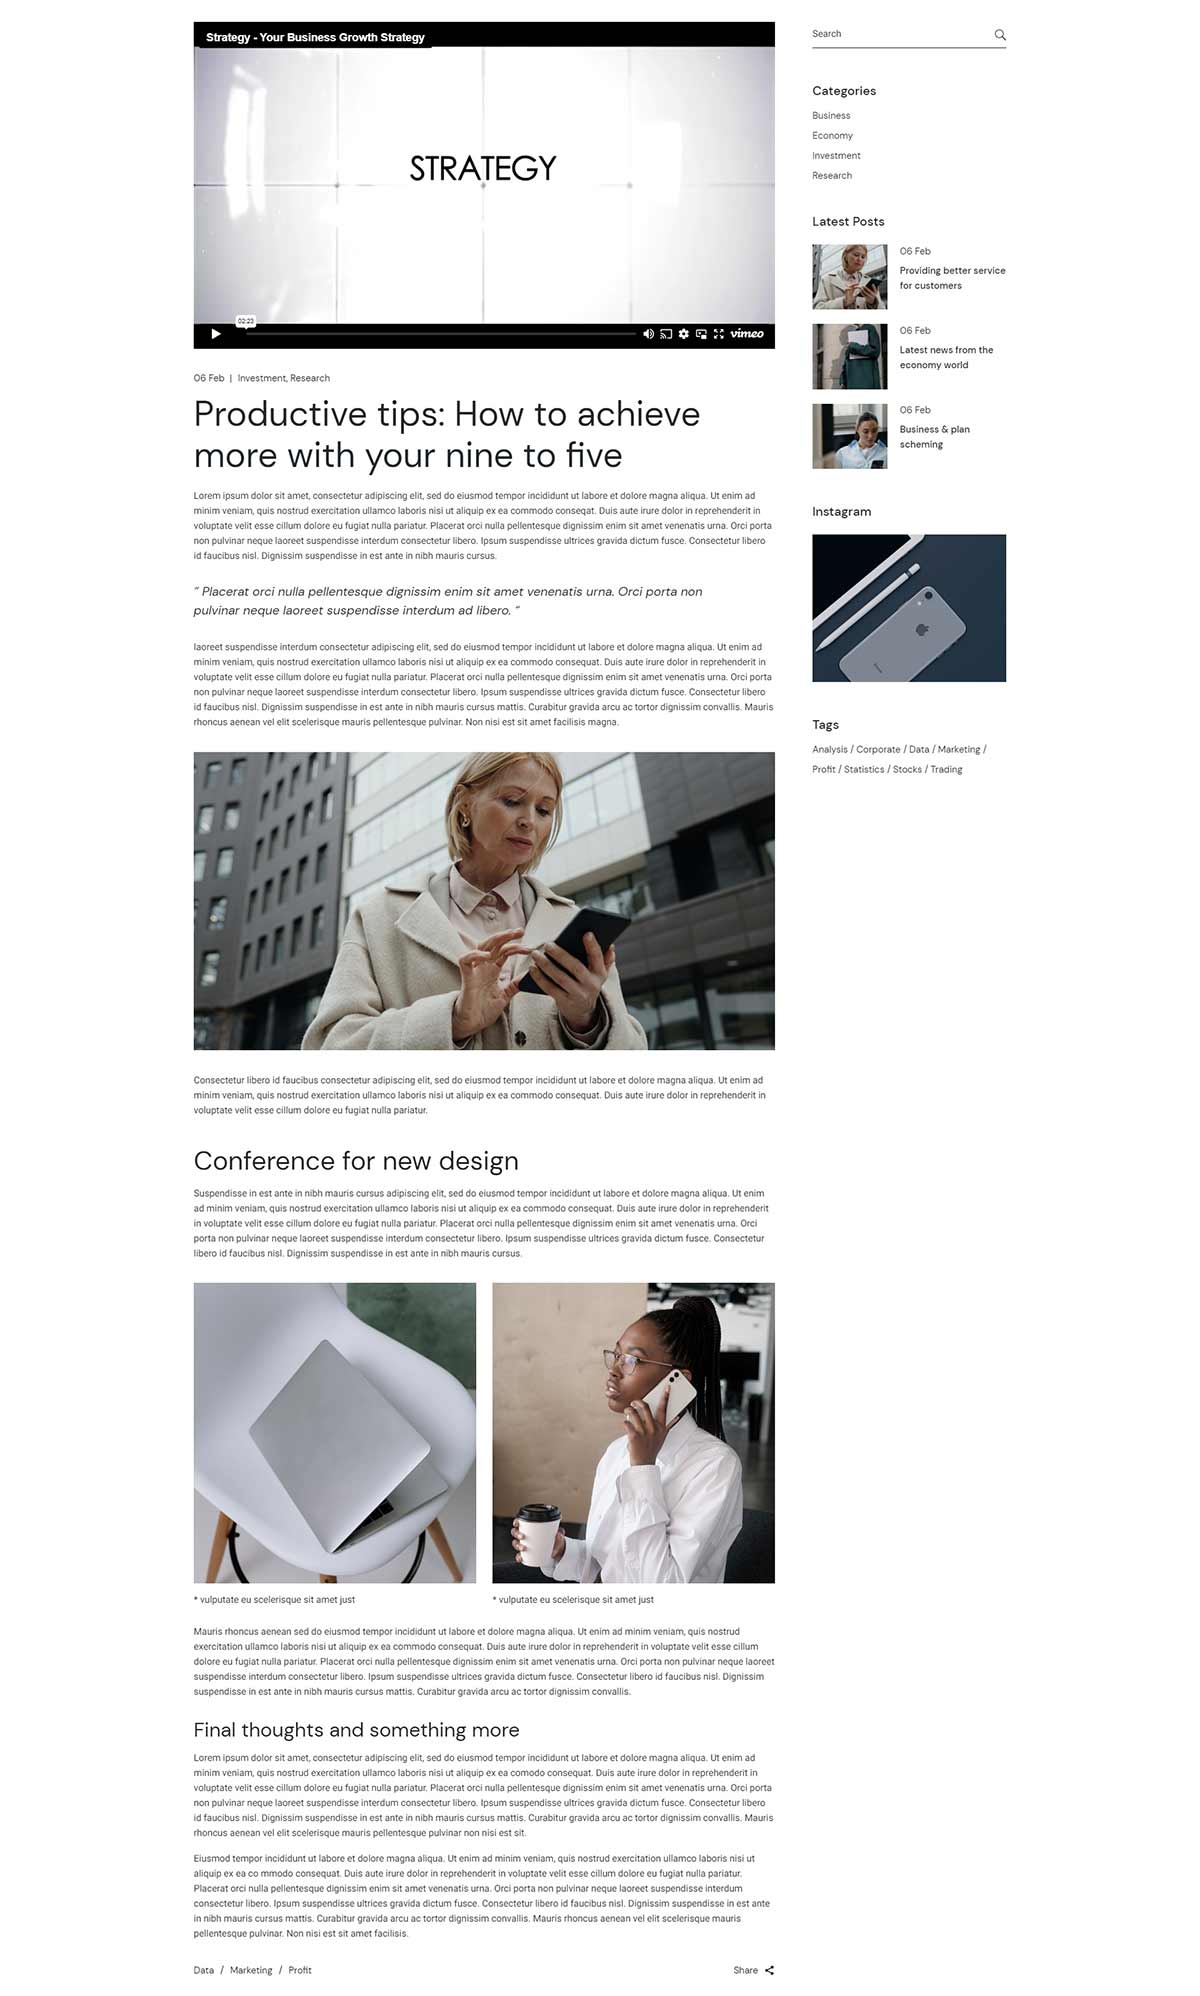 Strategy - Your Business Growth Strategy
STRATEGY
02:23
vimeo
06 Feb | Investment, Research
Productive tips: How to achieve
more with your nine to five
Lorem ipsum dolor sit amet, consectetur adipiscing elit, sed do eiusmod tempor incididunt ut labore et dolore magna aliqua. Ut enim ad
minim veniam, quis nostrud exercitation ullamco laboris nisi ut aliquip ex ea commodo conseqat. Duis aute irure dolor in reprehenderit in
voluptate velit esse cillum dolore eu fugiat nulla pariatur. Placerat orci nulla pellentesque dignissim enim sit amet venenatis urna. Orci porta
non pulvinar neque laoreet suspendisse interdum consectetur libero. Ipsum suspendisse ultrices gravida dictum fusce. Consectetur libero
id faucibus nisl. Dignissim suspendisse in est ante in nibh mauris cursus.
“ Placerat orci nulla pellentesque dignissim enim sit amet venenatis urna. Orci porta non
pulvinar neque laoreet suspendisse interdum ad libero. “
laoreet suspendisse interdum consectetur adipiscing elit, sed do eiusmod tempor incididunt ut labore et dolore magna aliqua. Ut enim ad
minim veniam, quis nostrud exercitation ullamco laboris nisi ut aliquip ex ea commodo consequat. Duis aute irure dolor in reprehenderit in
voluptate velit esse cillum dolore eu fugiat nulla pariatur. Placerat orci nulla pellentesque dignissim enim sit amet venenatis urna. Orci porta
non pulvinar neque laoreet suspendisse interdum consectetur libero. Ipsum suspendisse ultrices gravida dictum fusce. Consectetur libero
id faucibus nisl. Dignissim suspendisse in est ante in nibh mauris cursus mattis. Curabitur gravida arcu ac tortor dignissim convallis. Mauris
rhoncus aenean vel elit scelerisque mauris pellentesque pulvinar. Non nisi est sit amet facilisis magna.
Consectetur libero id faucibus consectetur adipiscing elit, sed do eiusmod tempor incididunt ut labore et dolore magna aliqua. Ut enim ad
minim veniam, quis nostrud exercitation ullamco laboris nisi ut aliquip ex ea commodo consequat. Duis aute irure dolor in reprehenderit in
voluptate velit esse cillum dolore eu fugiat nulla pariatur.
Conference for new design
Suspendisse in est ante in nibh mauris cursus adipiscing elit, sed do eiusmod tempor incididunt ut labore et dolore magna aliqua. Ut enim
ad minim veniam, quis nostrud exercitation ullamco laboris nisi ut aliquip ex ea commodo consequat. Duis aute irure dolor in reprehenderit
in voluptate velit esse cillum dolore eu fugiat nulla pariatur. Placerat orci nulla pellentesque dignissim enim sit amet venenatis urna. Orci
porta non pulvinar neque laoreet suspendisse interdum consectetur libero. Ipsum suspendisse ultrices gravida dictum fusce. Consectetur
libero id faucibus nisl. Dignissim suspendisse in est ante in nibh mauris cursus.
* vulputate eu scelerisque sit amet just
* vulputate eu scelerisque sit amet just
Mauris rhoncus aenean sed do eiusmod tempor incididunt ut labore et dolore magna aliqua. Ut enim ad minim veniam, quis nostrud
exercitation ullamco laboris nisi ut aliquip ex ea commodo consequat. Duis aute irure dolor in reprehenderit in voluptate velit esse cillum
dolore eu fugiat nulla pariatur. Placerat orci nulla pellentesque dignissim enim sit amet venenatis urna. Orci porta non pulvinar neque laoreet
suspendisse interdum consectetur libero. Ipsum suspendisse ultrices gravida dictum fusce. Consectetur libero id faucibus nisl. Dignissim
suspendisse in est ante in nibh mauris cursus mattis. Curabitur gravida arcu ac tortor dignissim convallis.
Final thoughts and something more
Lorem ipsum dolor sit amet, consectetur adipiscing elit, sed do eiusmod tempor incididunt ut labore et dolore magna aliqua. Ut enim ad
minim veniam, quis nostrud exercitation ullamco laboris nisi ut aliquip ex ea comodo consequat. Duis aute irure dolor in reprehenderit in
voluptate velit esse cillum dolore eu fugiat nulla pariatur. Placerat orci nulla pellentesque dignissim enim sit amet venenatis urna. Orci porta
non pulvinar neque laoreet suspendisse interdum consectetur libero. Ipsum suspendisse ultrices gravida dictum fusce. Consectetur libero
id faucibus nisl. Dignissim suspendisse in est ante in nibh mauris cursus mattis. Curabitur gravida arcu ac tortor dignissim convallis. Mauris
rhoncus aenean vel elit scelerisque mauris pellentesque pulvinar non nisi est sit.
Eiusmod tempor incididunt ut labore et dolore magna aliqua. Ut enim ad minim veniam, quis nostrud exercitation ullamco laboris nisi ut
aliquip ex ea co mmodo consequat. Duis aute irure dolor in reprehenderit in voluptate velit esse cillum dolore eu fugiat nulla pariatur.
Placerat orci nulla pellentesque dignissim enim sit amet venenatis urna. Orci porta non pulvinar neque laoreet suspendisse interdum
consectetur libero. Ipsum suspendisse ultrices gravida dictum fusce. Consectetur libero id faucibus nisl. Dignissim suspendisse in est ante
in nibh mauris cursus mattis. Curabitur gravida arcu ac tortor dignissim convallis. Mauris rhoncus aenean vel elit scelerisque mauris
pellentesque pulvinar. Non nisi est sit amet facilisis.
Data / Marketing / Profit
Share
Search
Categories
Business
Economy
Investment
Research
Latest Posts
06 Feb
Providing better service
for customers
06 Feb
Latest news from the
economy world
06 Feb
Business & plan
scheming
Instagram
Tags
Analysis / Corporate / Data / Marketing /
Profit / Statistics / Stocks / Trading